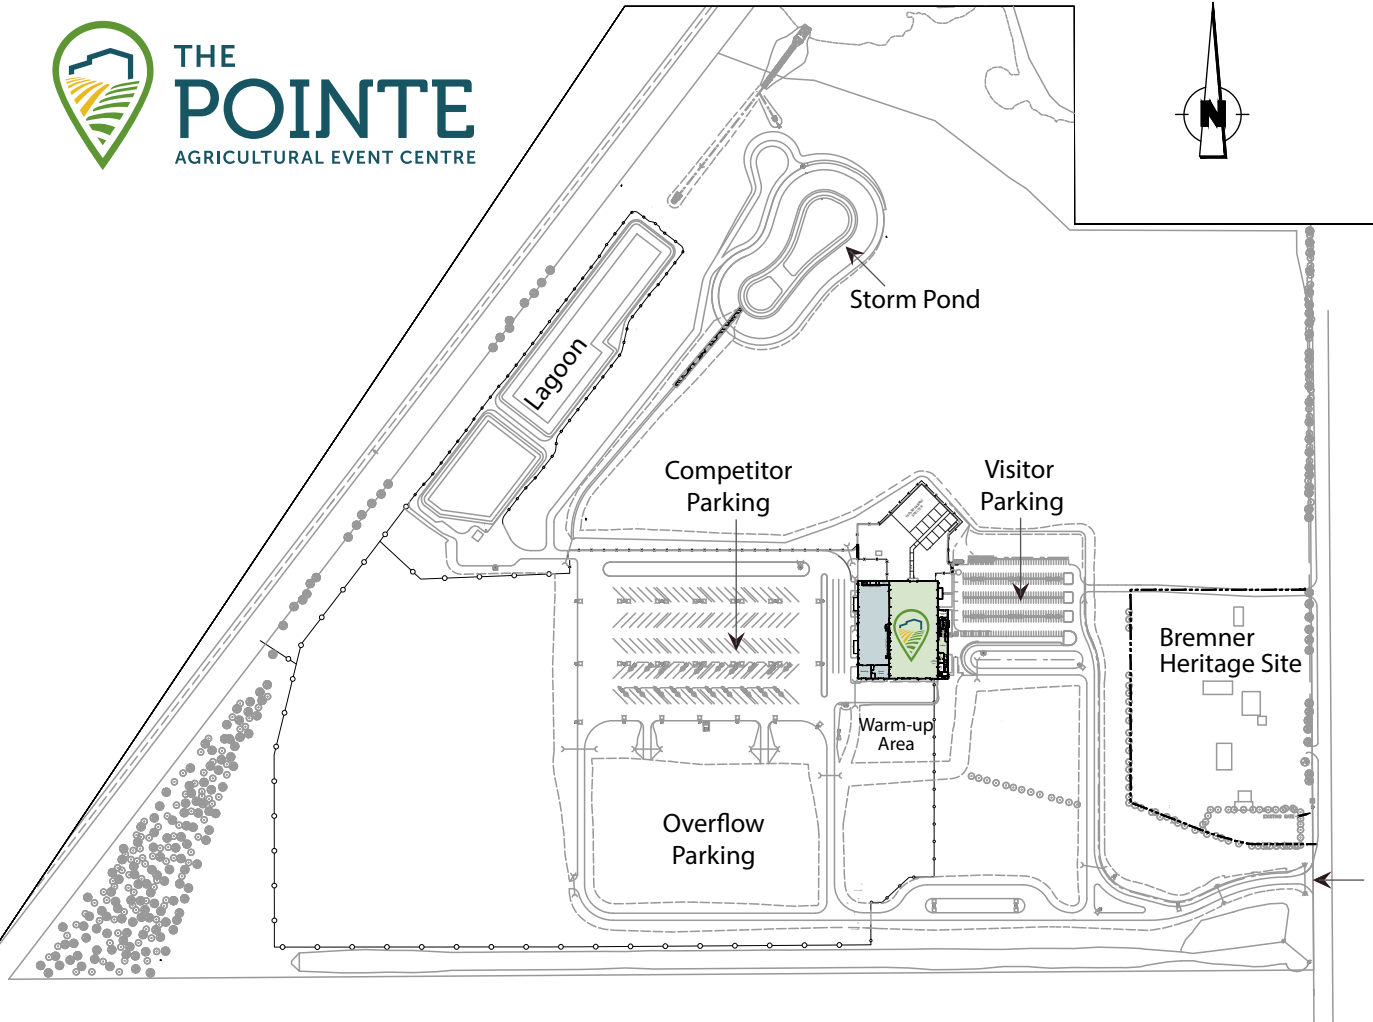 THE
POINTE
AGRICULTURAL EVENT CENTRE
N
Storm Pond
Lagoon
Competitor
Parking
Visitor
Parking
Bremner
Heritage Site
Warm-up
Area
Overflow
Parking